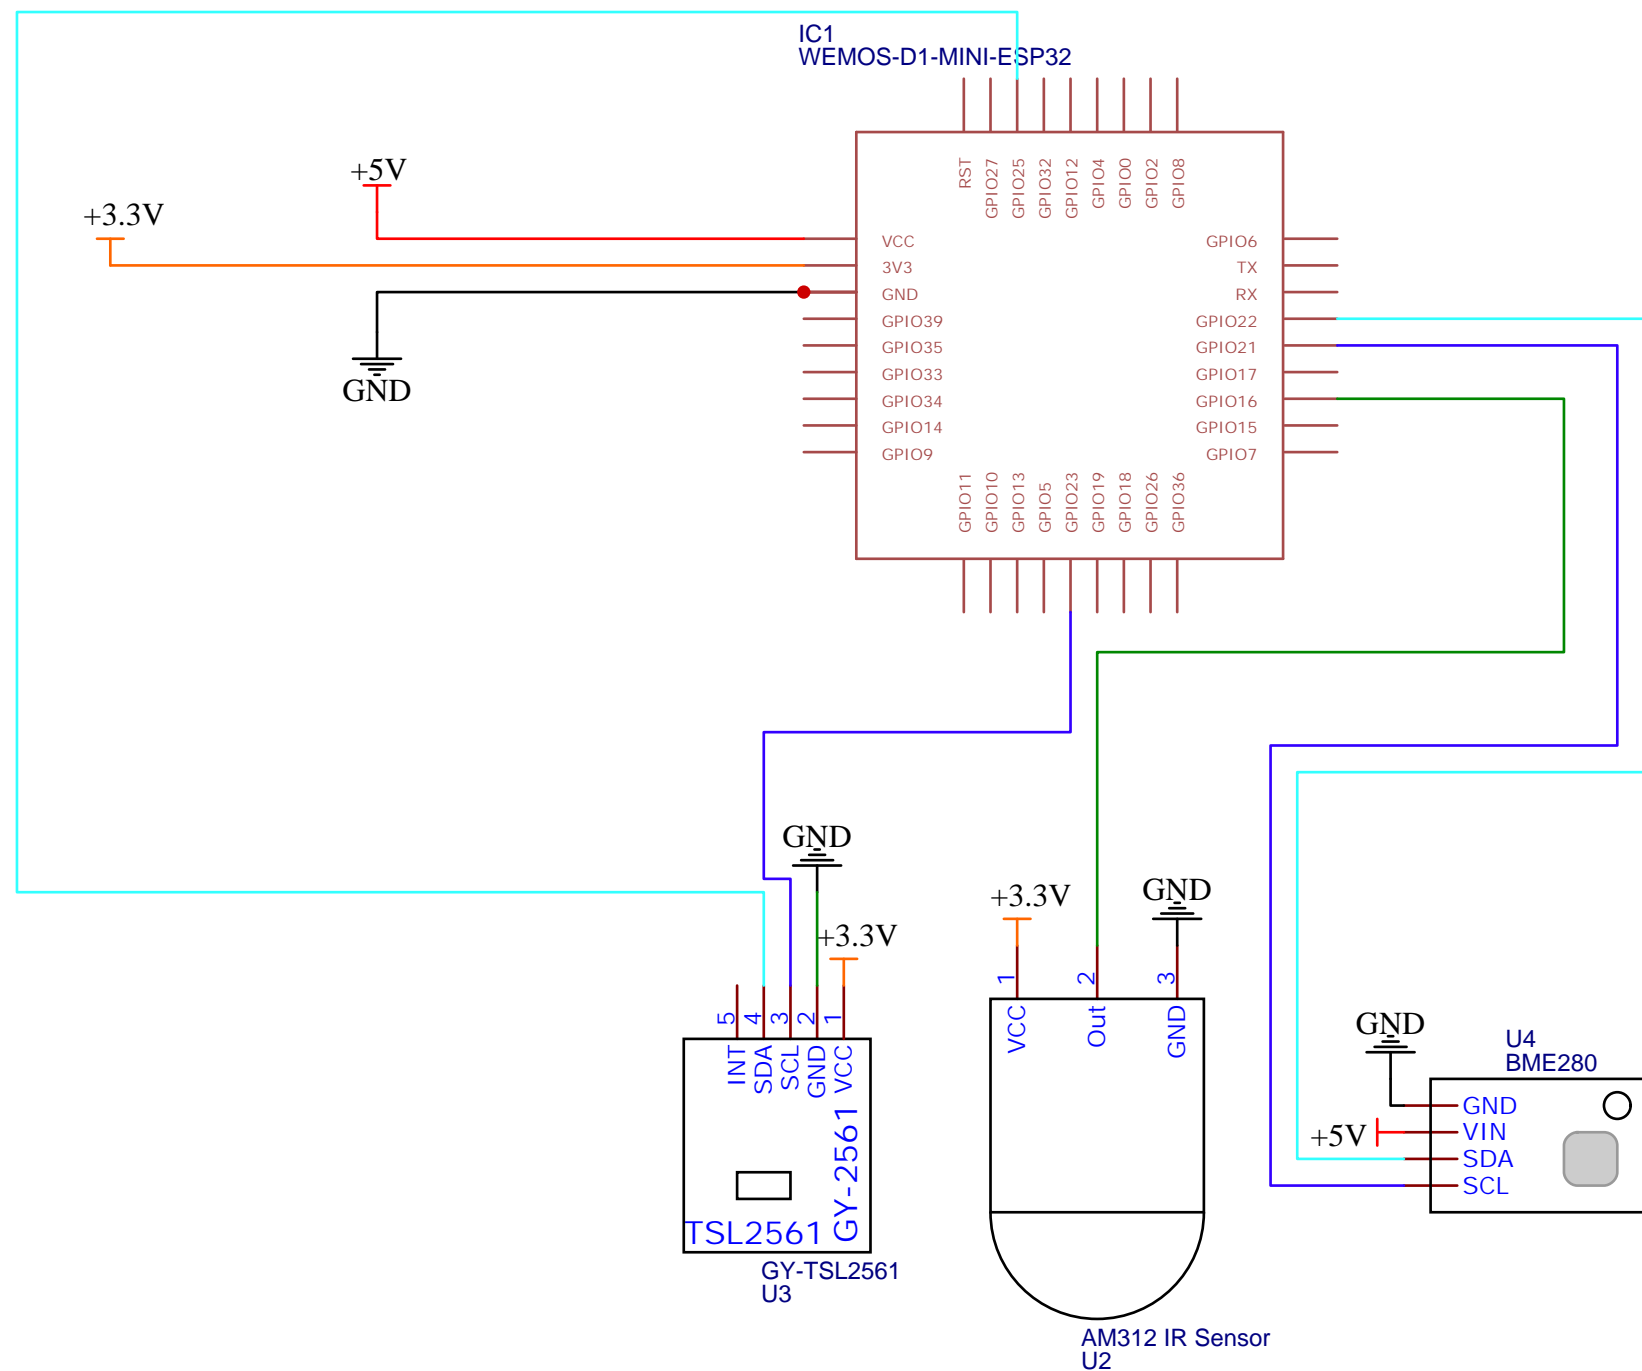 IC1
WEMOS-D1-MINI-ESP32
RST
GPIO27
GPIO25
GPIO32
GPIO12
GPIO4
GPIO0
GPIO2
GPIO8
+5V
+3.3V
VCC
3V3
GND
GPIO39
GPIO35
GPIO33
GPIO34
GPIO14
GPIO9
GPIO6
TX
RX
GPIO22
GPIO21
GPIO17
GPIO16
GPIO15
GPIO7
GND
GPIO11
GPIO10
GPIO13
GPIO5
GPIO23
GPIO19
GPIO18
GPIO26
GPIO36
GND
+3.3V
5
4
3
2
1
INT
SDA
SCL
GND
VCC
GY-2561
TSL2561
GY-TSL2561
U3
+3.3V
GND
1
2
3
VCC
Out
GND
AM312 IR Sensor
U2
GND
U4
BME280
GND
+5V
VIN
SDA
SCL